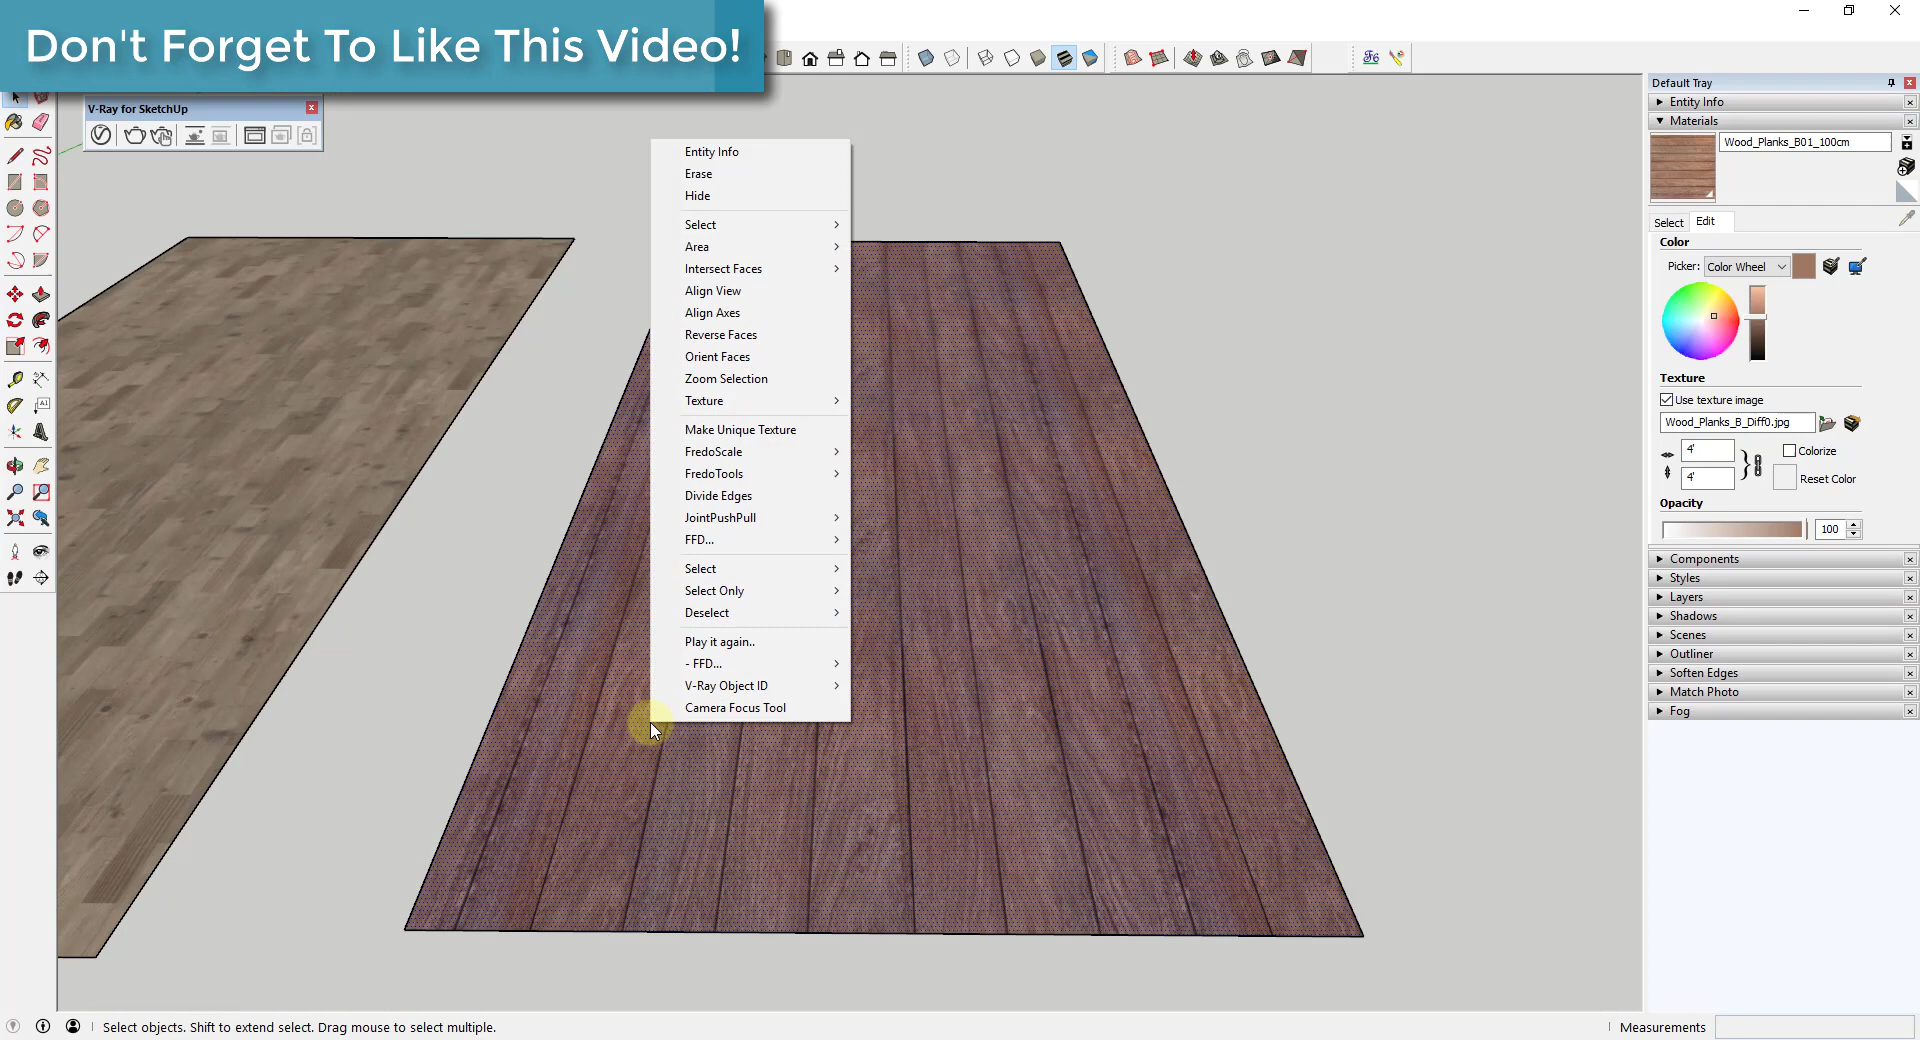 Don't Forget To Like This Video!
V-Ray for SketchUp
Entity Info
Erase
Hide
Select
Area
Intersect Faces
Align View
Align Axes
Reverse Faces
Orient Faces
Zoom Selection
Texture
Make Unique Texture
FredoScale
FredoTools
Divide Edges
JointPushPull
FFD...
Select
Select Only
Deselect
Play it again..
- FFD...
V-Ray Object ID
Camera Focus Tool
Default Tray
Entity Info
Materials
Wood_Planks_B01_100cm
Select Edit
Color
Picker: Color Wheel
Texture
Use texture image
Wood_Planks_B_Diff0.jpg
4'
Colorize
4'
Reset Color
Opacity
100
Components
Styles
Layers
Shadows
Scenes
Outliner
Soften Edges
Match Photo
Fog
Select objects. Shift to extend select. Drag mouse to select multiple.
Measurements